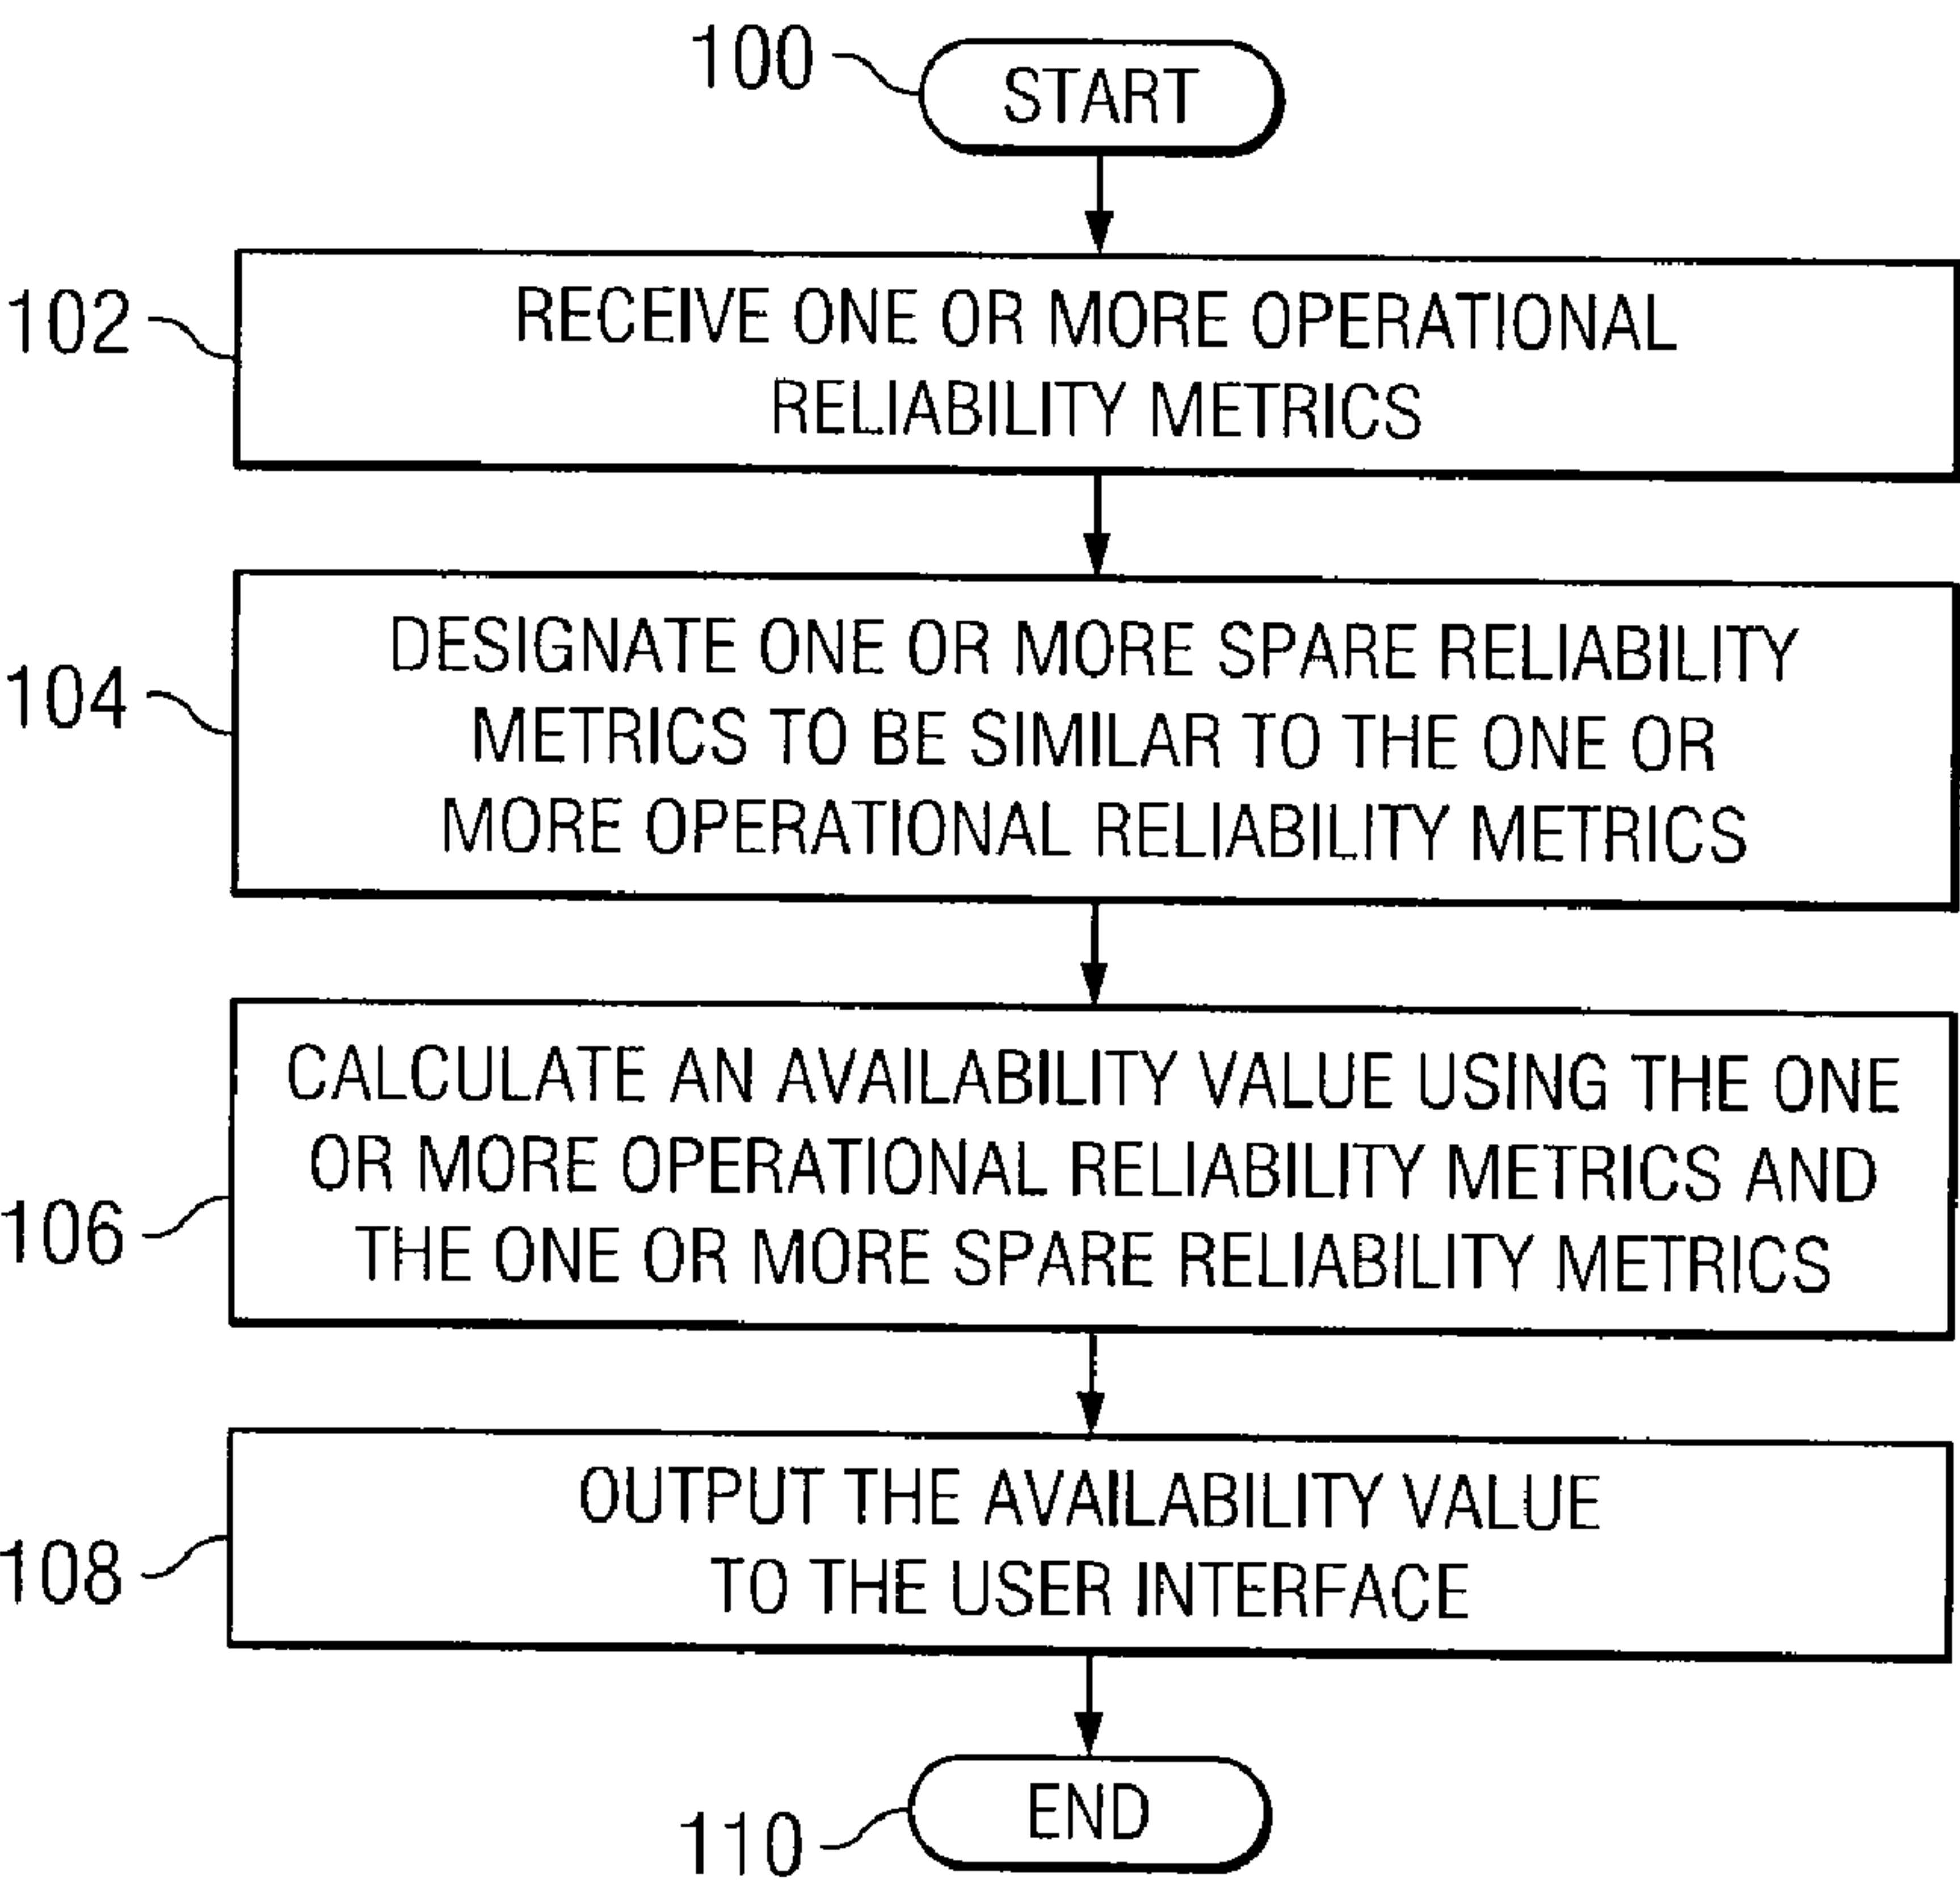 100
START
102
RECEIVE ONE OR MORE OPERATIONAL
RELIABILITY METRICS
104
DESIGNATE ONE OR MORE SPARE RELIABILITY
METRICS TO BE SIMILAR TO THE ONE OR
MORE OPERATIONAL RELIABILITY METRICS
106
CALCULATE AN AVAILABILITY VALUE USING THE ONE
OR MORE OPERATIONAL RELIABILITY METRICS AND
THE ONE OR MORE SPARE RELIABILITY METRICS
108
OUTPUT THE AVAILABILITY VALUE
TO THE USER INTERFACE
110
END